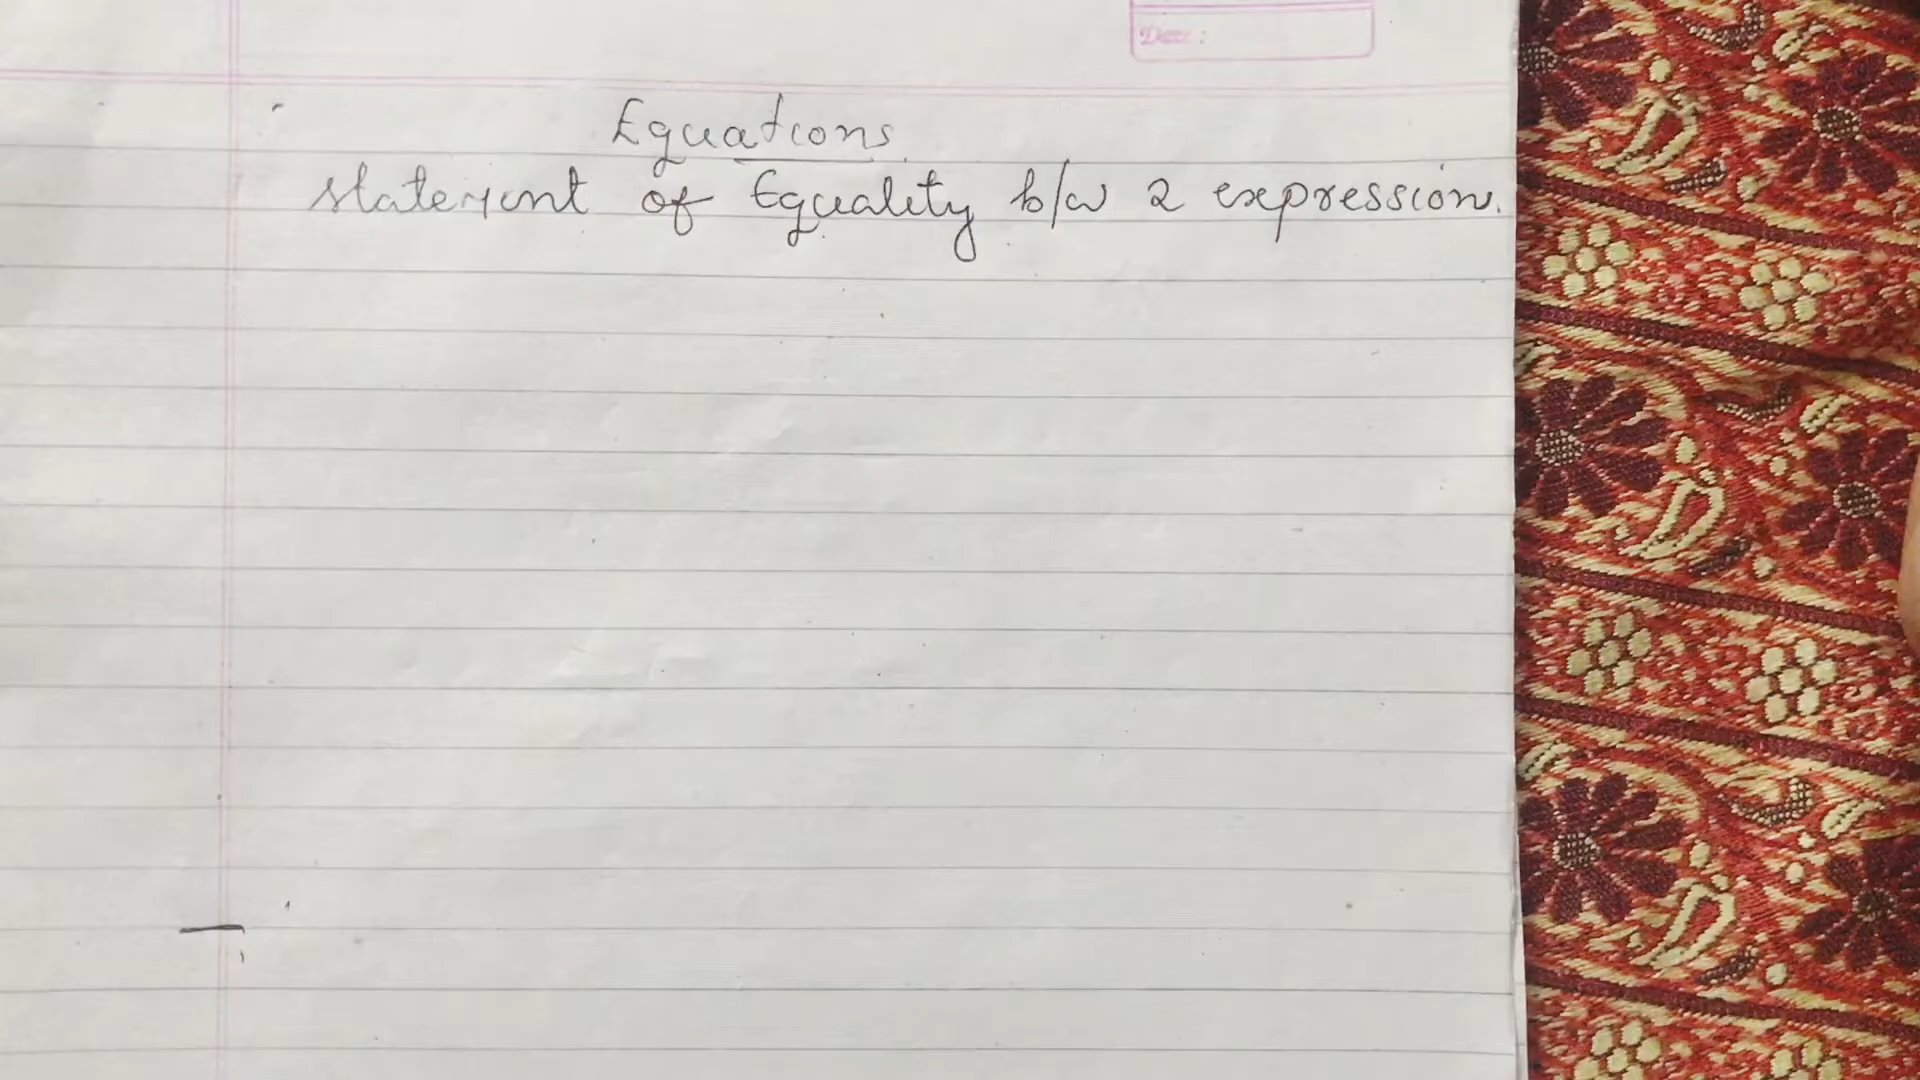 Date :
Equations
statement of Equality b/w 2 expression.